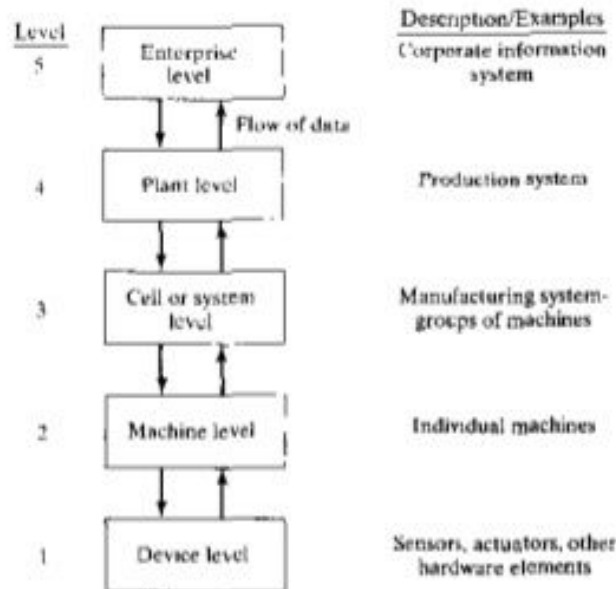 Level
Description/Examples
5
Enterprise
level
Corporate information
system
Flow of data
4
Plant level
Production system
3
Cell or system
level
Manufacturing system-
groups of machines
2
Machine level
Individual machines
1
Device level
Sensors, actuators, other
hardware elements